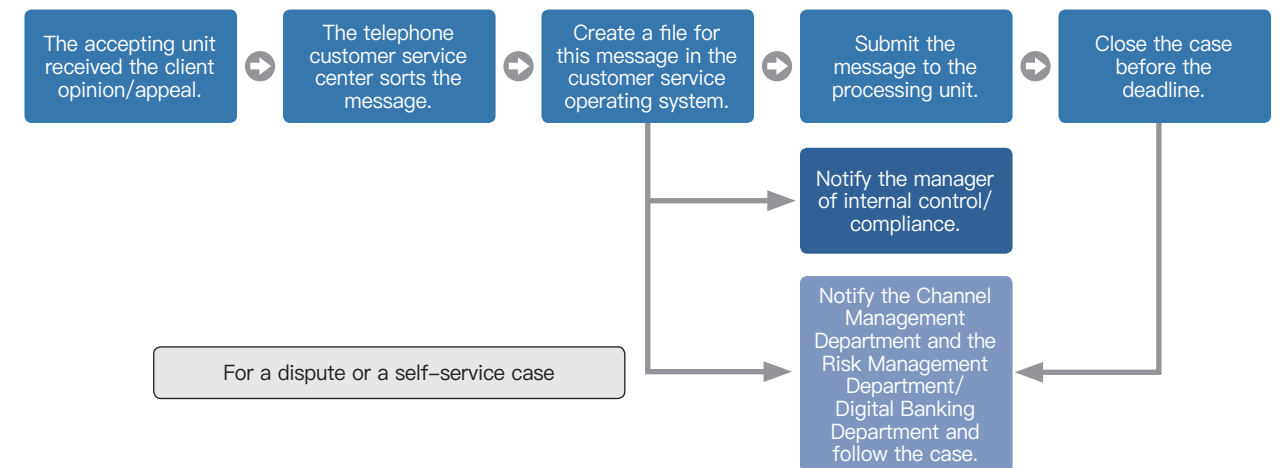 The accepting unit
received the client
opinion/appeal.
The telephone
customer service
center sorts the
message.
Create a file for
this message in the
customer service
operating system.
Submit the
message to the
processing unit.
Close the case
before the
deadline.
Notify the manager
of internal control/
compliance.
For a dispute or a self–service case
Notify the Channel
Management
Department and the
Risk Management
Department/
Digital Banking
Department and
follow the case.